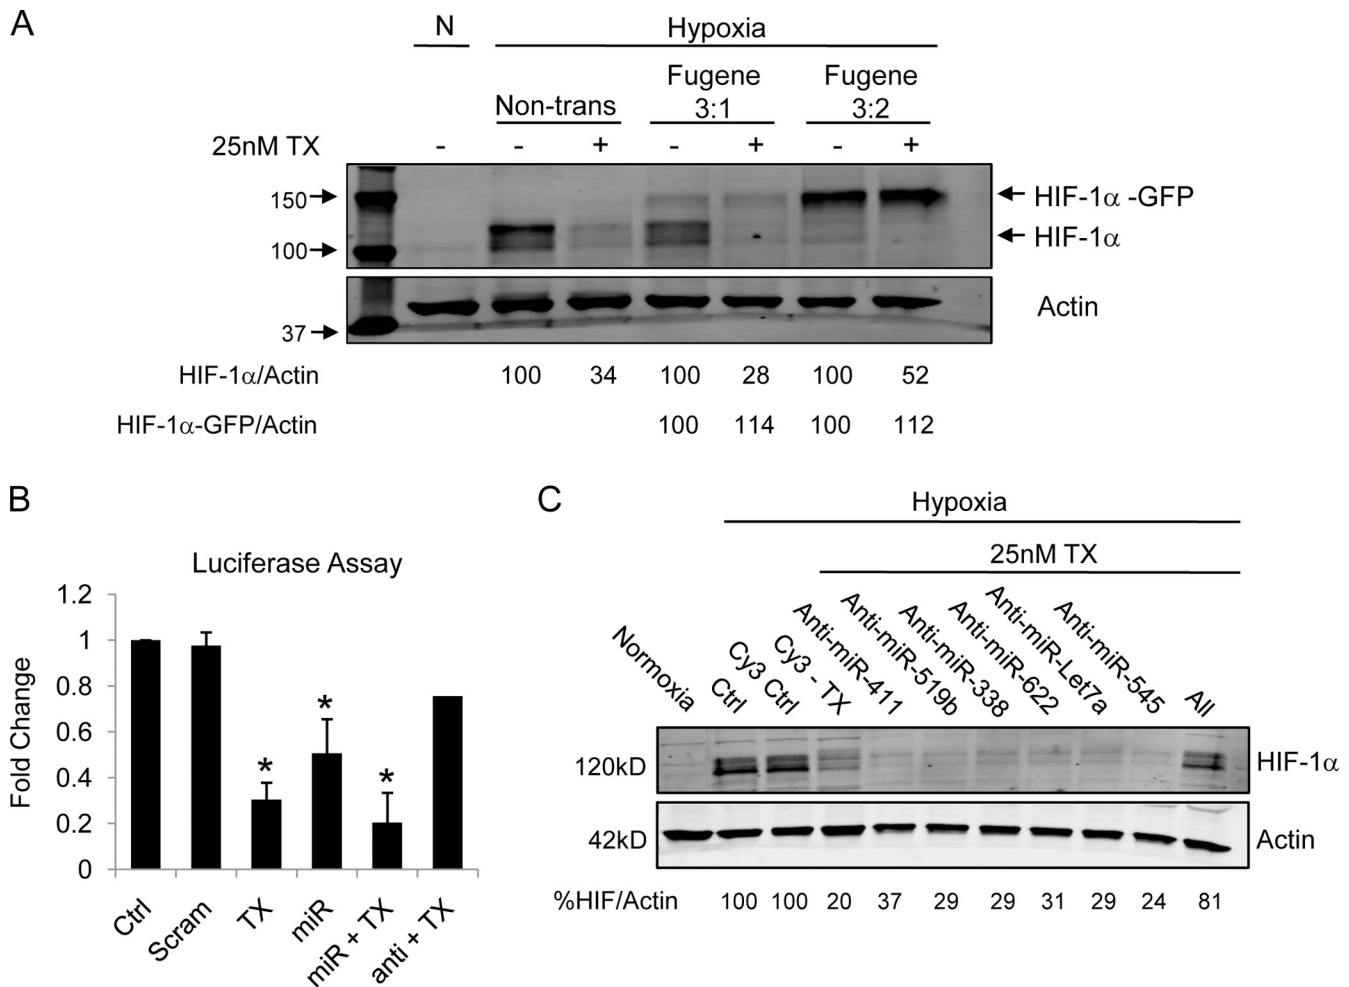 A
N
Hypoxia
Non-trans
Fugene
3:1
Fugene
3:2
25nM TX
- - + - + - +
150
100
HIF-1α -GFP
HIF-1α
37
Actin
HIF-1α/Actin 100 34 100 28 100 52
HIF-1α-GFP/Actin 100 114 100 112
B
Luciferase Assay
Fold Change
1.2
1
0.8
0.6
0.4
0.2
0
* * *
Ctrl
Scram
TX
miR
miR + TX
anti + TX
C
Hypoxia
25nM TX
Normoxia
Ctrl
Cy3 Ctrl
Cy3 - TX
Anti-miR-411
Anti-miR-519b
Anti-miR-338
Anti-miR-622
Anti-miR-Let7a
Anti-miR-545
All
120kD
HIF-1α
42kD
Actin
%HIF/Actin 100 100 20 37 29 29 31 29 24 81